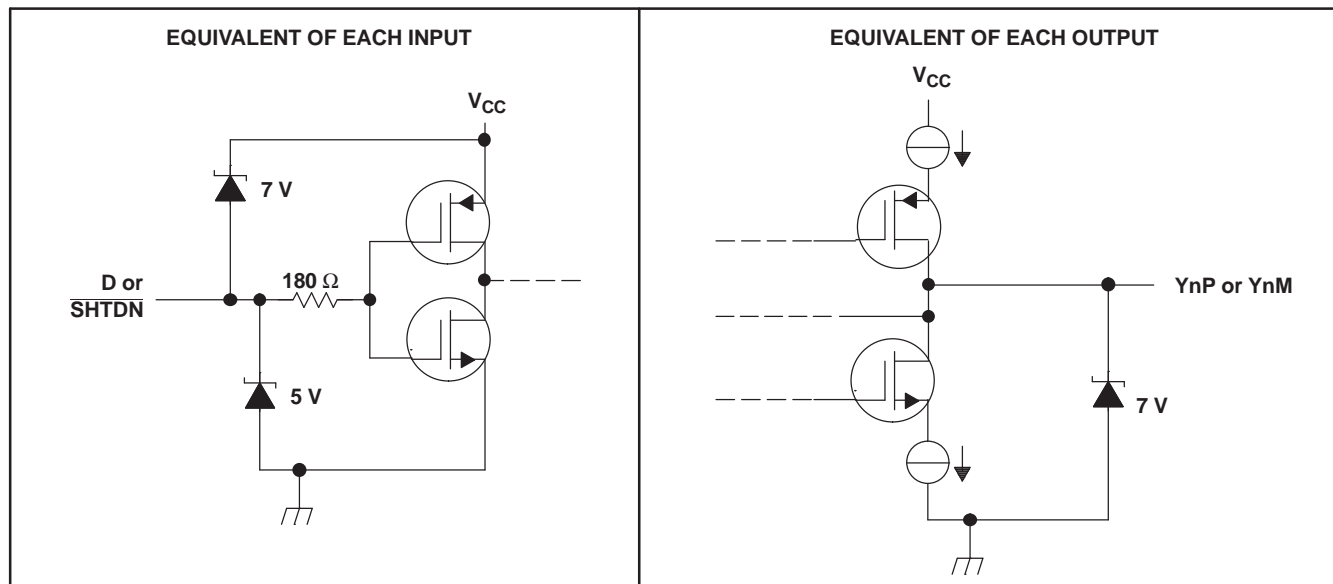 EQUIVALENT OF EACH INPUT
VCC
7 V
D or
SHTDN
180 Ω
5 V
EQUIVALENT OF EACH OUTPUT
VCC
YnP or YnM
7 V